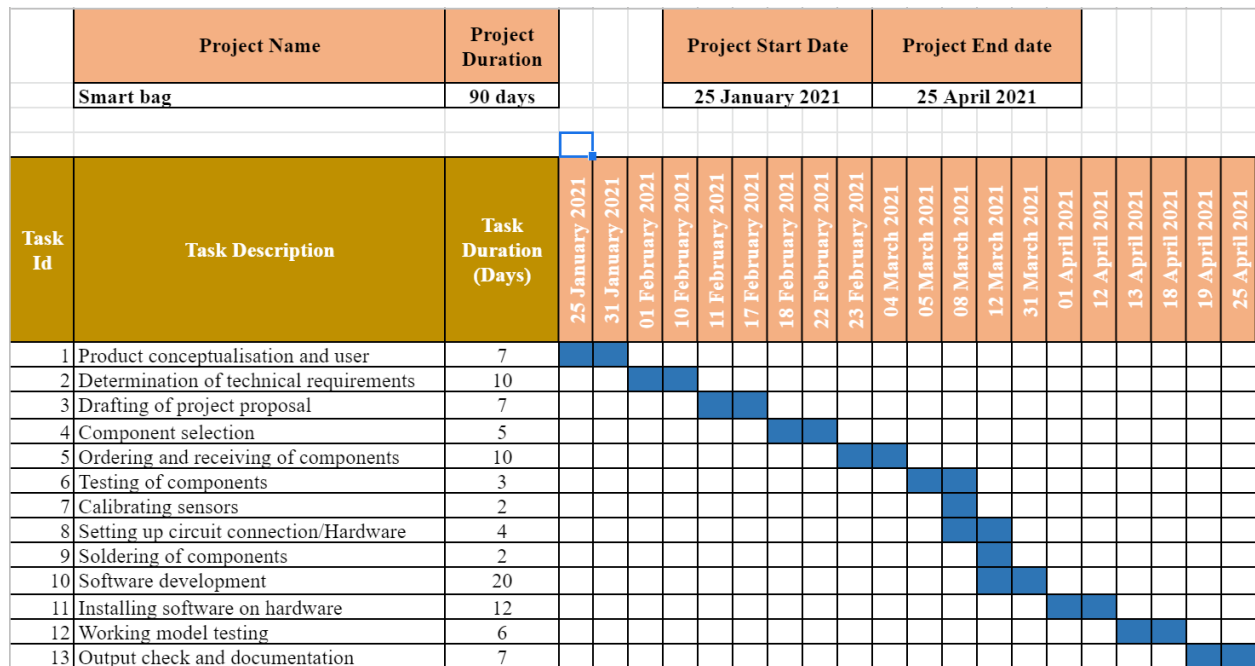 Project Name Project Duration Project Start Date Project End date
Smart bag 90 days 25 January 2021 25 April 2021
Task Id Task Description Task Duration (Days) 25 January 2021 31 January 2021 01 February 2021 10 February 2021 11 February 2021 17 February 2021 18 February 2021 22 February 2021 23 February 2021 04 March 2021 05 March 2021 08 March 2021 12 March 2021 31 March 2021 01 April 2021 12 April 2021 13 April 2021 18 April 2021 19 April 2021 25 April 2021
1 Product conceptualisation and user 7
2 Determination of technical requirements 10
3 Drafting of project proposal 7
4 Component selection 5
5 Ordering and receiving of components 10
6 Testing of components 3
7 Calibrating sensors 2
8 Setting up circuit connection/Hardware 4
9 Soldering of components 2
10 Software development 20
11 Installing software on hardware 12
12 Working model testing 6
13 Output check and documentation 7